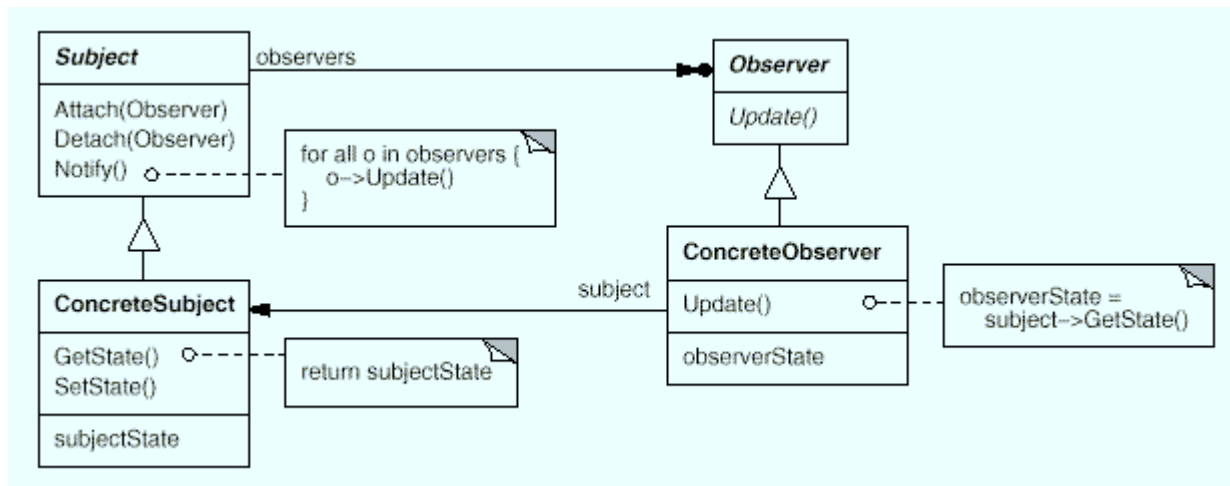 Subject
Attach(Observer)
Detach(Observer)
Notify()
observers
for all o in observers {
o->Update()
}
Observer
Update()
ConcreteSubject
GetState()
SetState()
subjectState
return subjectState
subject
ConcreteObserver
Update()
observerState
observerState =
subject->GetState()